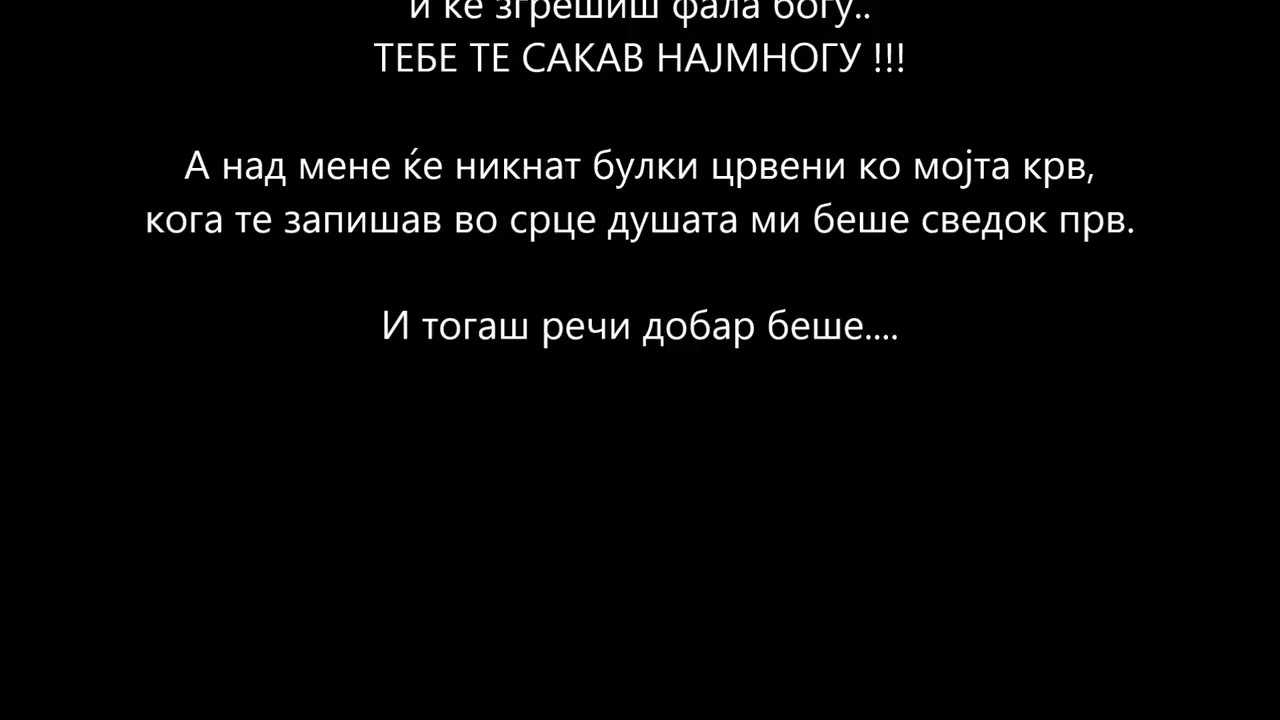 и ќе згрешиш фала богу..
ТЕБЕ ТЕ САКАВ НАЈМНОГУ !!!
А над мене ќе никнат булки црвени ко мојта крв,
кога те запишав во срце душата ми беше сведок прв.
И тогаш речи добар беше....